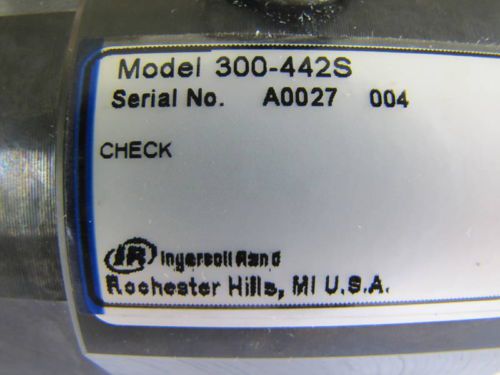 Model 300-442S
Serial No. A0027 004
CHECK
IR Ingersoll Rand
Rochester Hills, MI U.S.A.